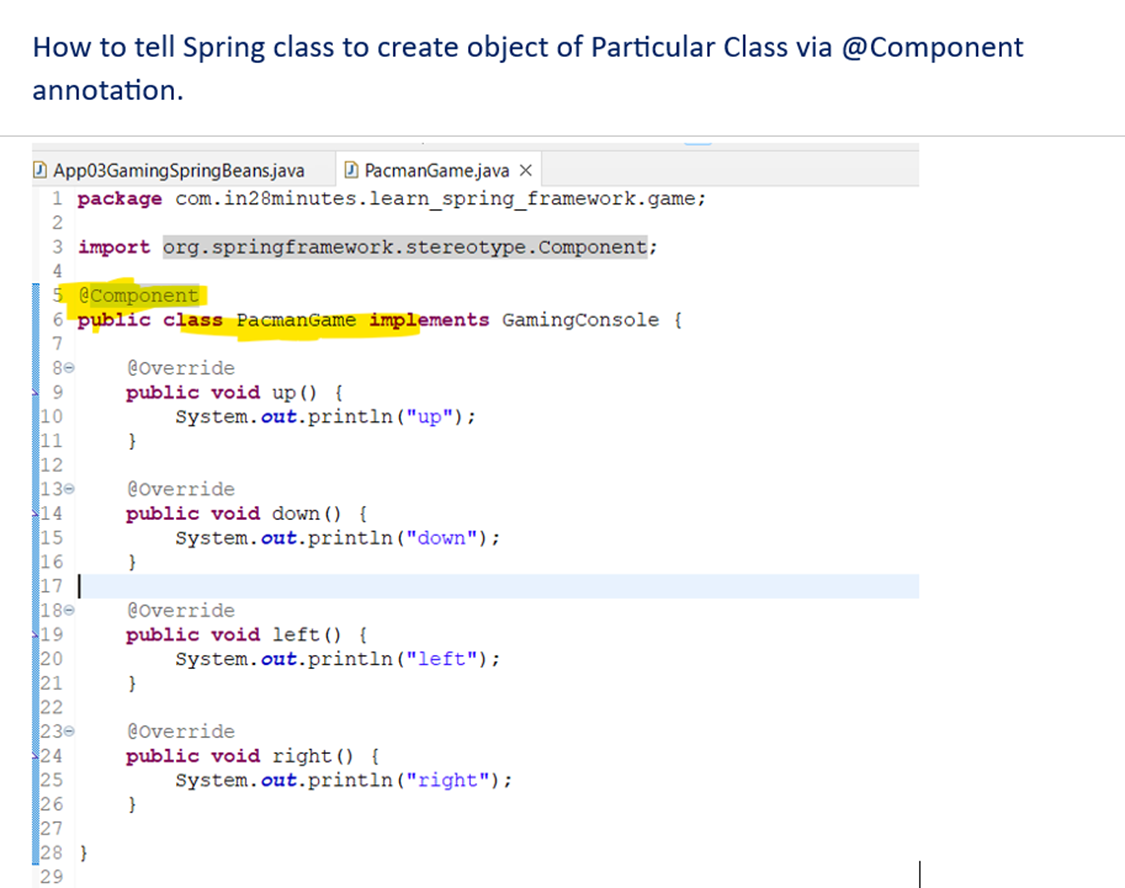 How to tell Spring class to create object of Particular Class via @Component
annotation.
App03GamingSpringBeans.java PacmanGame.java
1 package com.in28minutes.learn_spring_framework.game;
2
3 import org.springframework.stereotype.Component;
4
5 @Component
6 public class PacmanGame implements GamingConsole {
7
8 @Override
9 public void up() {
10 System.out.println("up");
11 }
12
13 @Override
14 public void down() {
15 System.out.println("down");
16 }
17
18 @Override
19 public void left() {
20 System.out.println("left");
21 }
22
23 @Override
24 public void right() {
25 System.out.println("right");
26 }
27
28 }
29